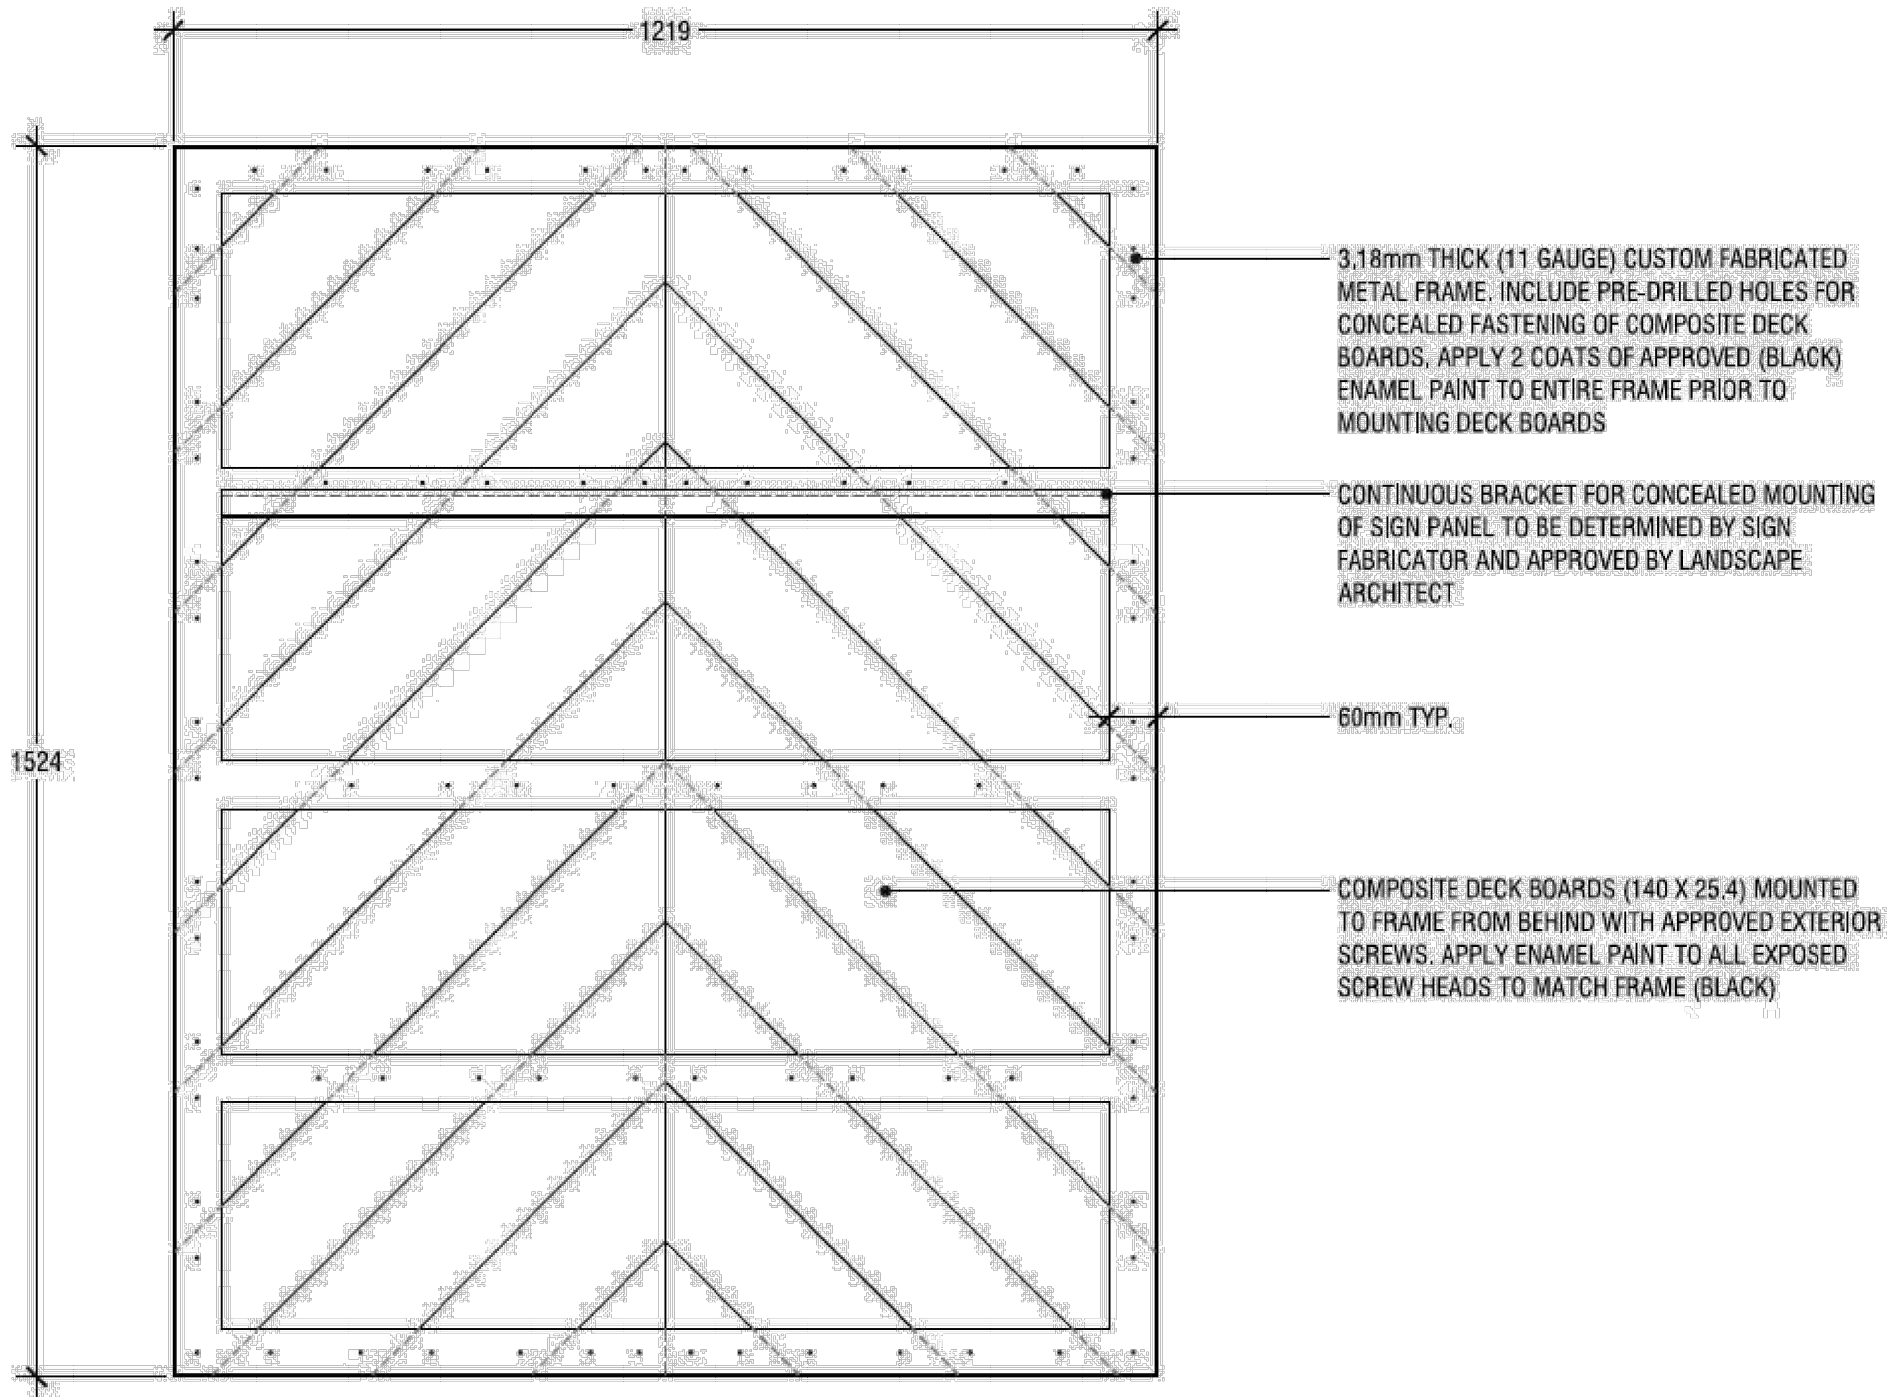 1219
1524
3.18mm THICK (11 GAUGE) CUSTOM FABRICATED
METAL FRAME. INCLUDE PRE-DRILLED HOLES FOR
CONCEALED FASTENING OF COMPOSITE DECK
BOARDS. APPLY 2 COATS OF APPROVED (BLACK)
ENAMEL PAINT TO ENTIRE FRAME PRIOR TO
MOUNTING DECK BOARDS
CONTINUOUS BRACKET FOR CONCEALED MOUNTING
OF SIGN PANEL TO BE DETERMINED BY SIGN
FABRICATOR AND APPROVED BY LANDSCAPE
ARCHITECT
60mm TYP.
COMPOSITE DECK BOARDS (140 X 25.4) MOUNTED
TO FRAME FROM BEHIND WITH APPROVED EXTERIOR
SCREWS. APPLY ENAMEL PAINT TO ALL EXPOSED
SCREW HEADS TO MATCH FRAME (BLACK)